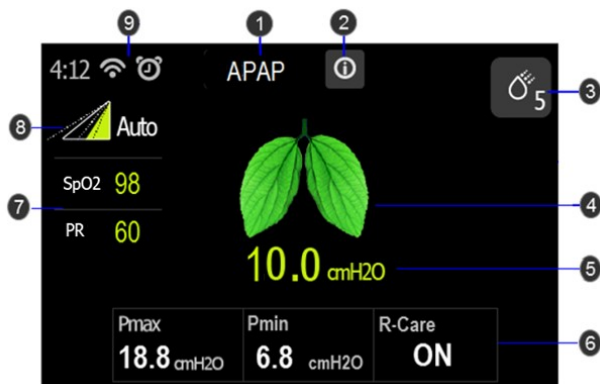 9
1
2
4:12
APAP
5
3
8
Auto
SpO2 98
7
4
PR 60
10.0 cmH2O
5
Pmax
Pmin
R-Care
6
18.8 cmH2O
6.8 cmH2O
ON